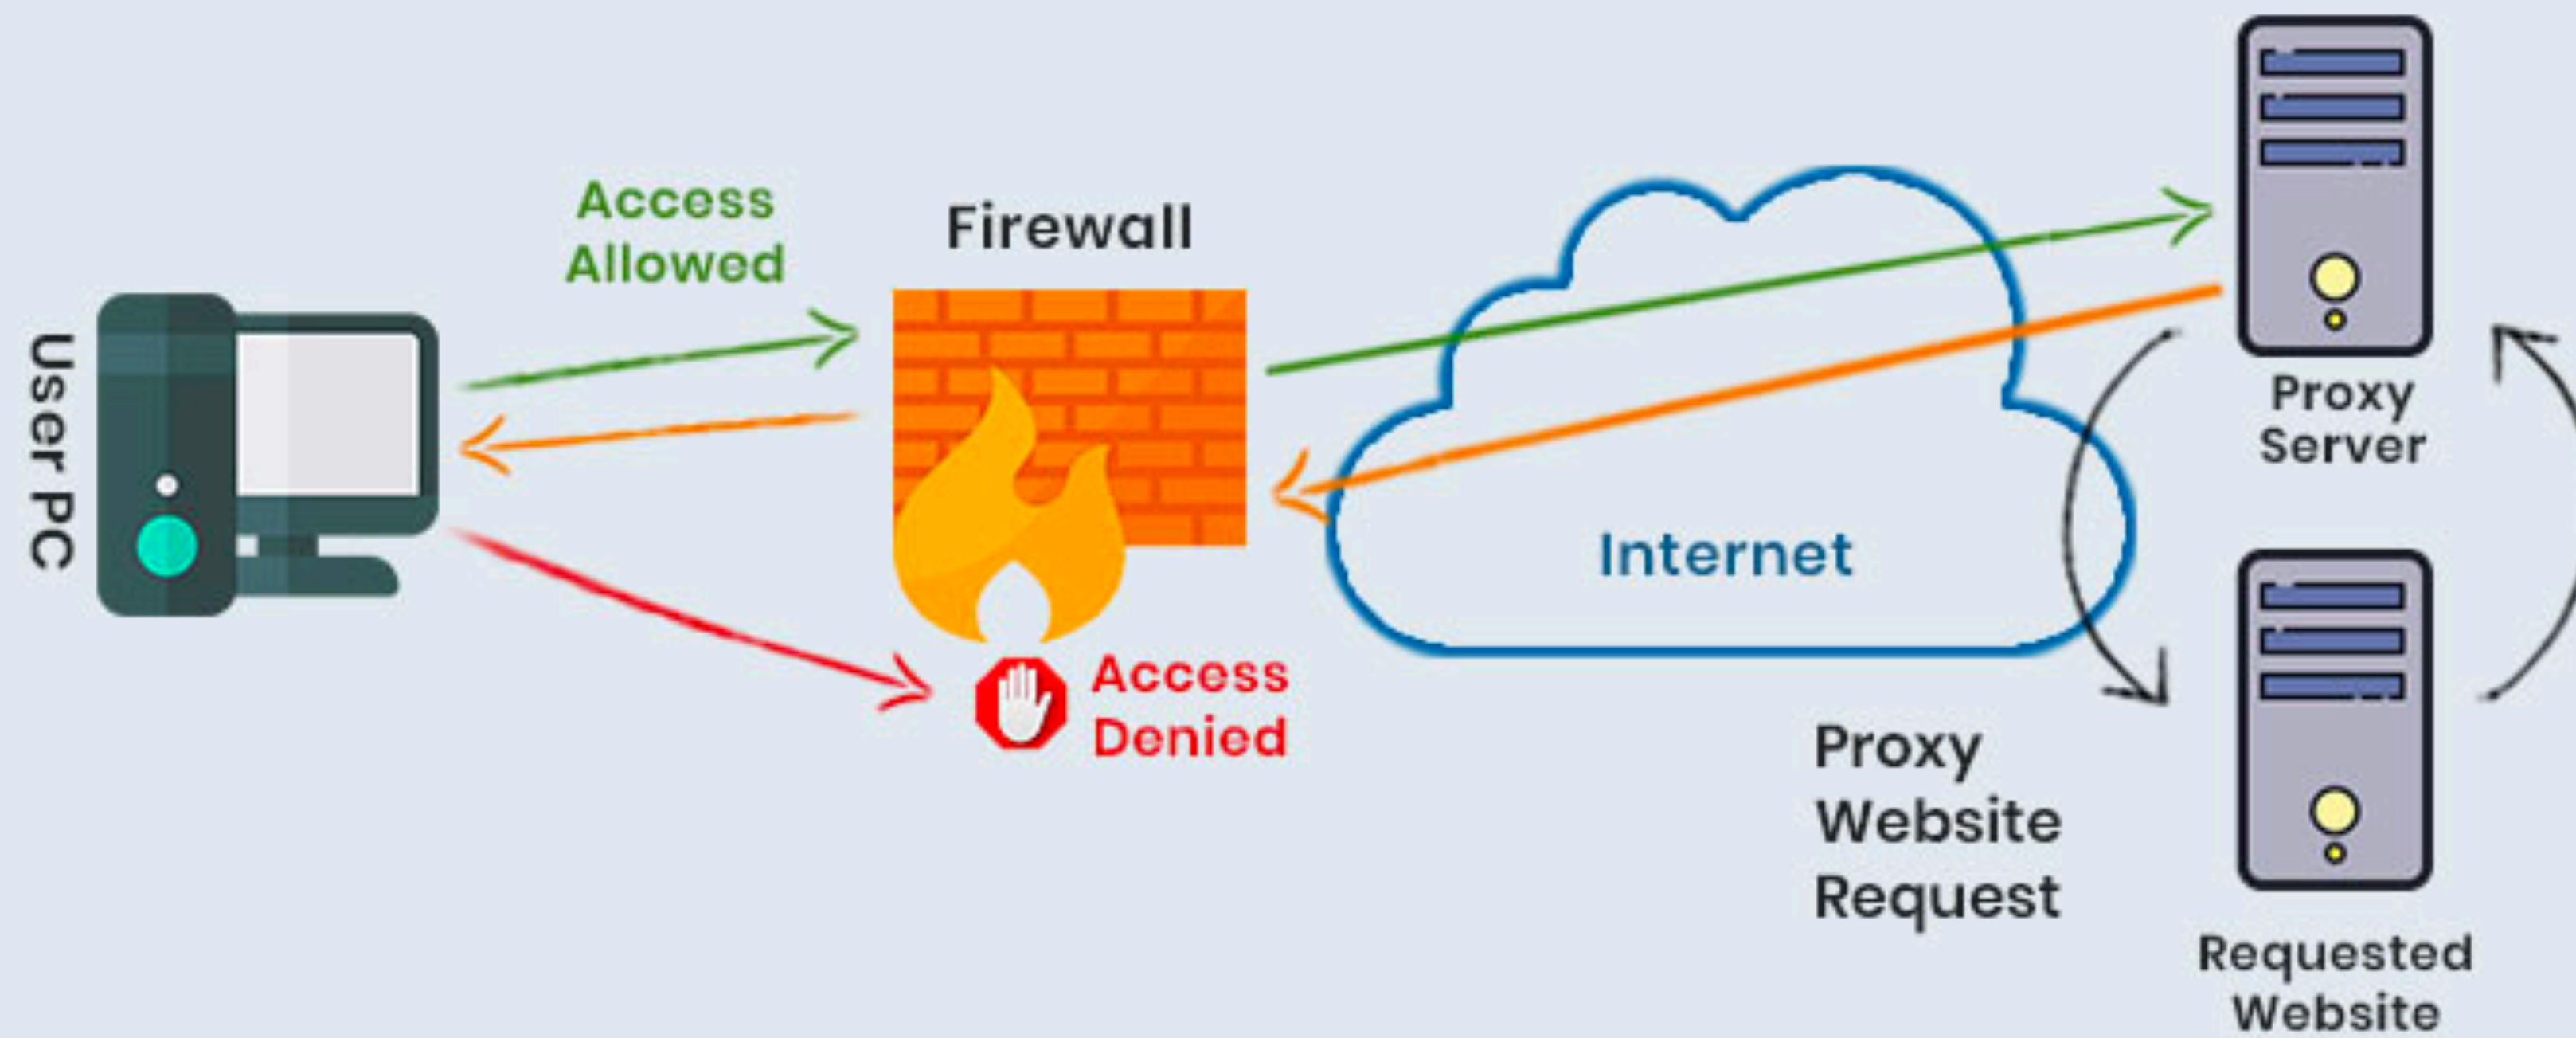 User PC
Access
Allowed
Firewall
Access
Denied
Internet
Proxy
Server
Proxy
Website
Request
Requested
Website